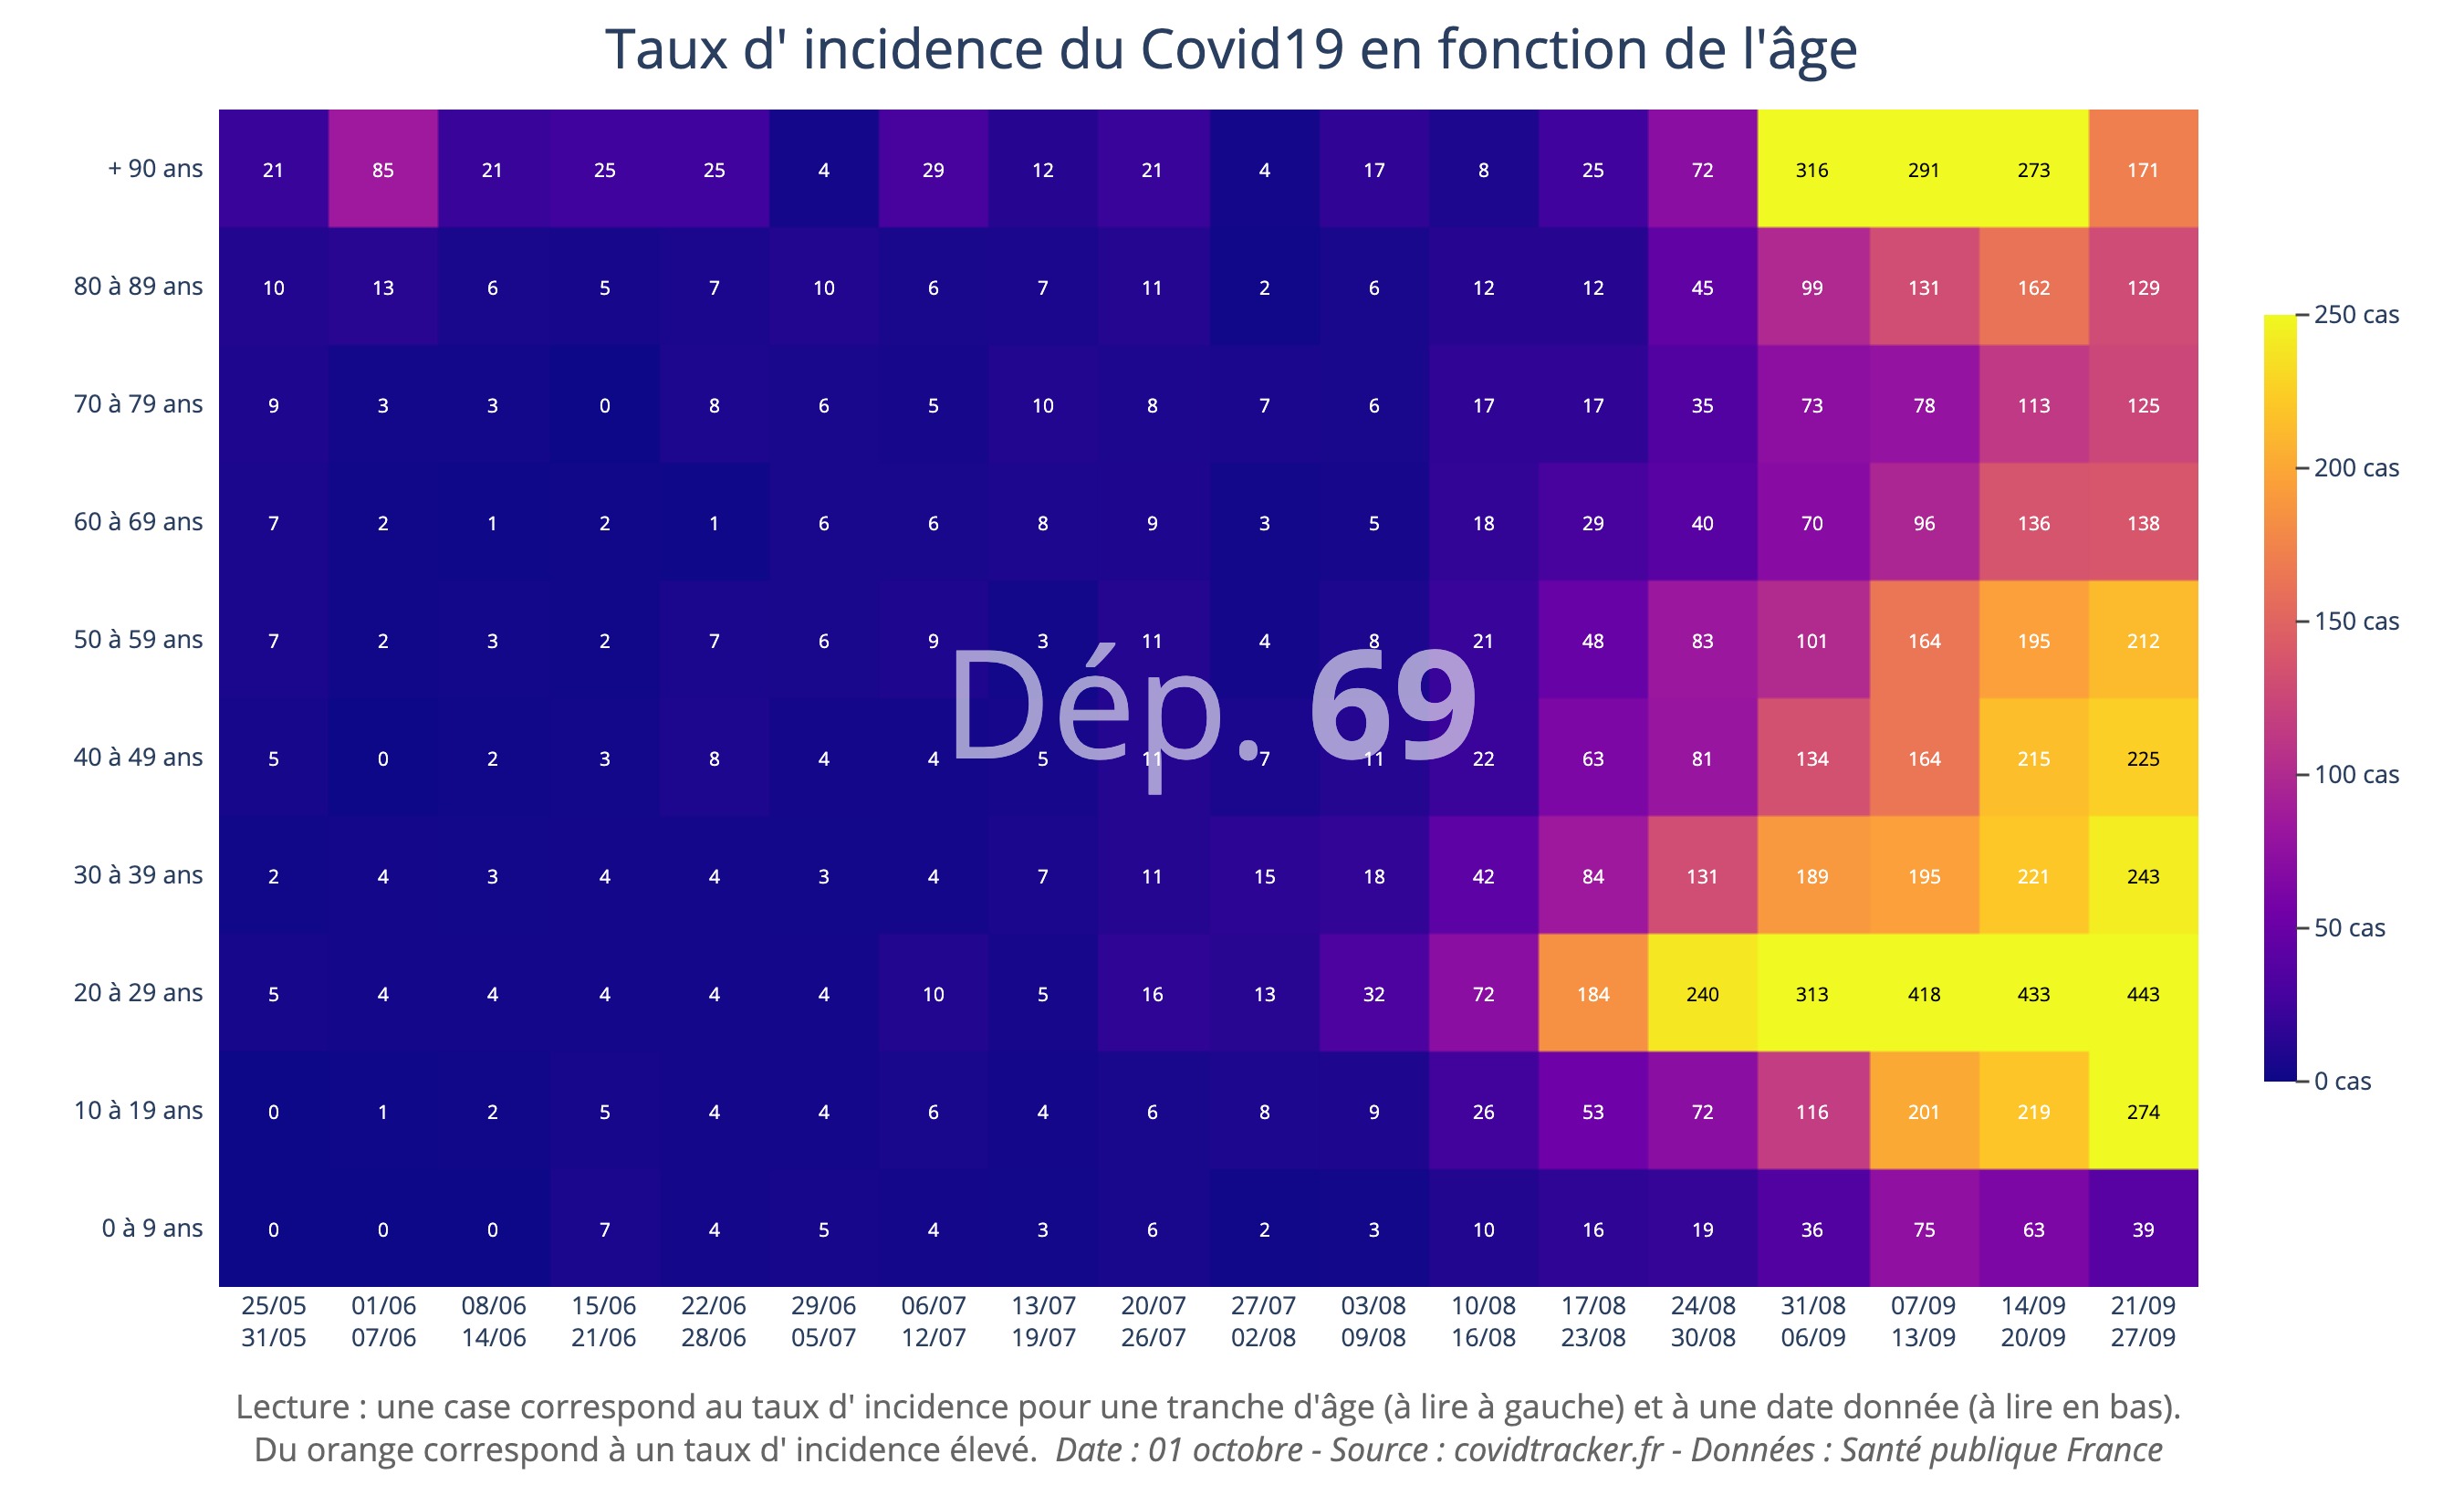 Taux d' incidence du Covid19 en fonction de l'âge
+ 90 ans 21 85 21 25 25 4 29 12 21 4 17 8 25 72 316 291 273 171
80 à 89 ans 10 13 6 5 7 10 6 7 11 2 6 12 12 45 99 131 162 129
250 cas
70 à 79 ans 9 3 3 0 8 6 5 10 8 7 6 17 17 35 73 78 113 125
200 cas
60 à 69 ans 7 2 1 2 1 6 6 8 9 3 5 18 29 40 70 96 136 138
150 cas
50 à 59 ans 7 2 3 2 7 6 9 3 11 4 8 21 48 83 101 164 195 212
Dép. 69
40 à 49 ans 5 0 2 3 8 4 4 5 11 7 11 22 63 81 134 164 215 225
100 cas
30 à 39 ans 2 4 3 4 4 3 4 7 11 15 18 42 84 131 189 195 221 243
50 cas
20 à 29 ans 5 4 4 4 4 4 10 5 16 13 32 72 184 240 313 418 433 443
0 cas
10 à 19 ans 0 1 2 5 4 4 6 4 6 8 9 26 53 72 116 201 219 274
0 à 9 ans 0 0 0 7 4 5 4 3 6 2 3 10 16 19 36 75 63 39
25/05 01/06 08/06 15/06 22/06 29/06 06/07 13/07 20/07 27/07 03/08 10/08 17/08 24/08 31/08 07/09 14/09 21/09
31/05 07/06 14/06 21/06 28/06 05/07 12/07 19/07 26/07 02/08 09/08 16/08 23/08 30/08 06/09 13/09 20/09 27/09
Lecture : une case correspond au taux d' incidence pour une tranche d'âge (à lire à gauche) et à une date donnée (à lire en bas).
Du orange correspond à un taux d' incidence élevé. Date : 01 octobre - Source : covidtracker.fr - Données : Santé publique France